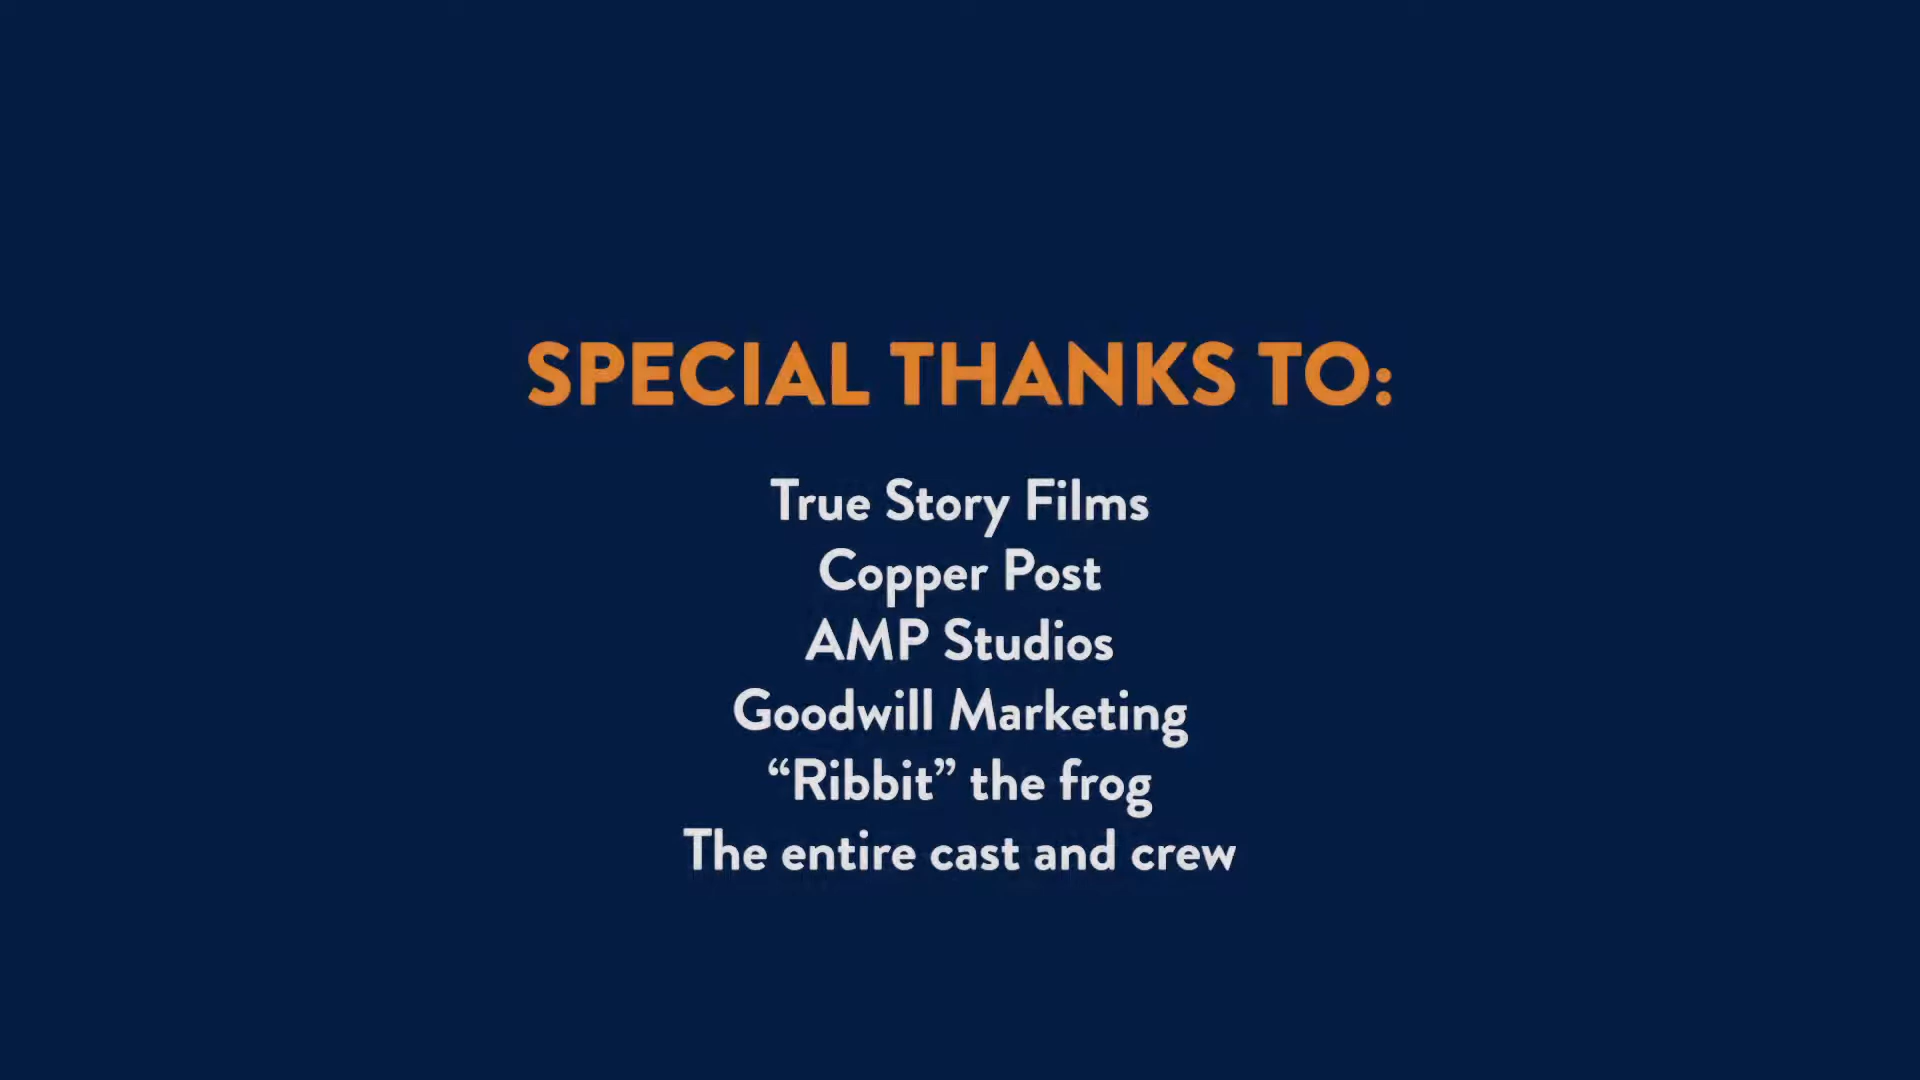 SPECIAL THANKS TO:
True Story Films
Copper Post
AMP Studios
Goodwill Marketing
“Ribbit” the frog
The entire cast and crew